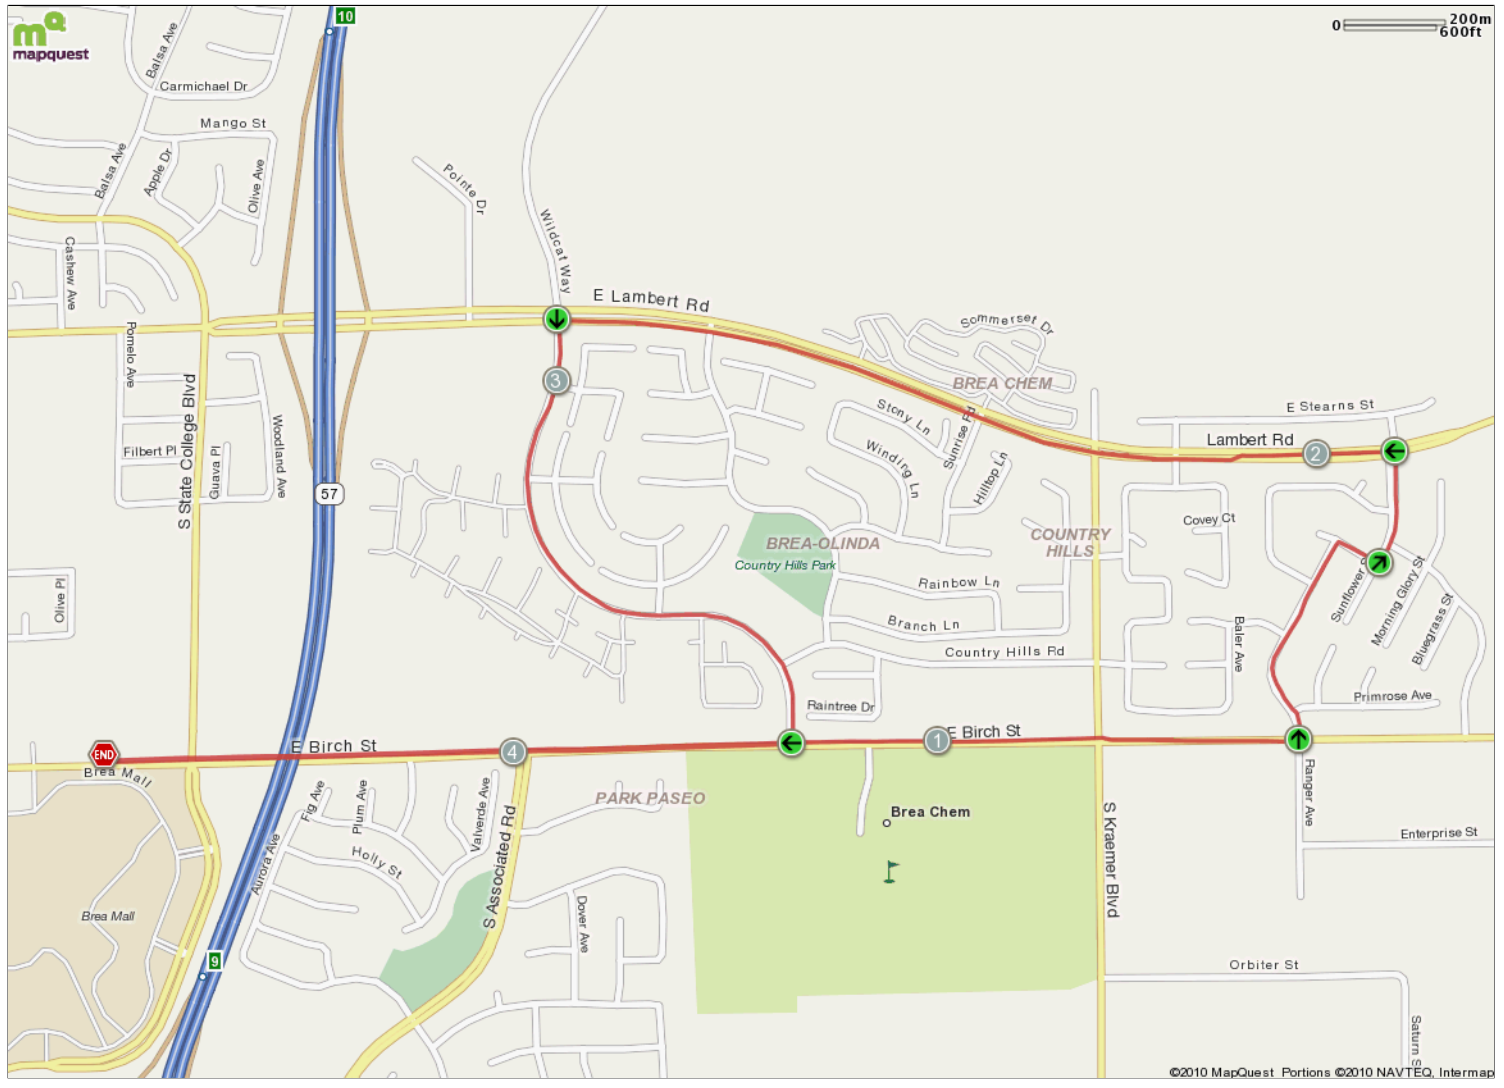 mapquest
10
0
200m
600ft
Balsa Ave
Carmichael Dr
Mango St
Balsa Ave
Apple Dr
Olive Ave
Pointe Dr
Wildcat Way
Cashew Ave
E Lambert Rd
Sommerset Dr
Pomelo Ave
3
BREA CHEM
S State College Blvd
Stony Ln
Sunrise Rd
E Stearns St
Woodland Ave
Filbert Pl
Guava Pl
Winding Ln
Hilltop Ln
Lambert Rd
2
57
Covey Ct
BREA-OLINDA
COUNTRY
HILLS
Country Hills Park
Olive Pl
Rainbow Ln
Sunflower
Morning Glory St
Bluegrass St
Branch Ln
Baler Ave
Country Hills Rd
Raintree Dr
Primrose Ave
END
E Birch St
4
1
E Birch St
Brea Mall
Fig Ave
Plum Ave
Valverde Ave
PARK PASEO
Ranger Ave
Brea Chem
S Associated Rd
S Kraemer Blvd
Enterprise St
Aurora Ave
Holly St
Brea Mall
Dover Ave
9
Orbiter St
Saturn S
©2010 MapQuest Portions ©2010 NAVTEQ, Intermap